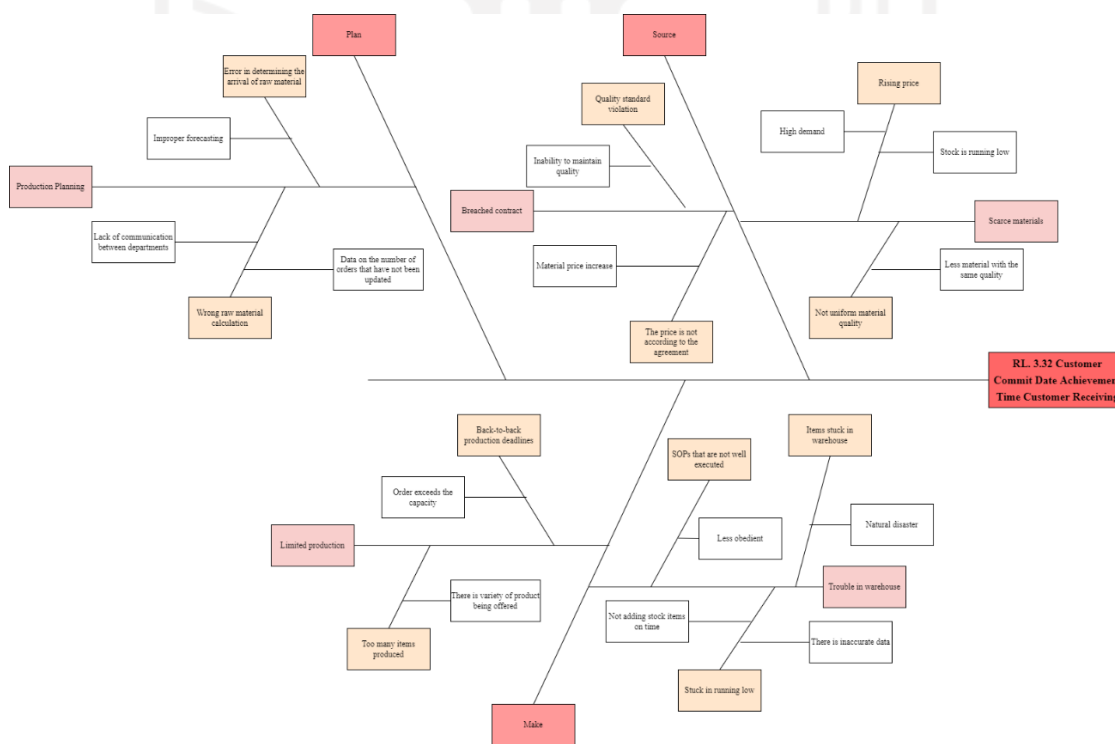 Plan
Source
Error in determining the
arrival of raw material
Improper forecasting
Production Planning
Lack of communication
between departments
Data on the number of
orders that have not been
updated
Wrong raw material
calculation
Quality standard
violation
Inability to maintain
quality
Breached contract
Material price increase
The price is not
according to the
agreement
Rising price
High demand
Stock is running low
Scarce materials
Less material with the
same quality
Not uniform material
quality
RL. 3.32 Customer
Commit Date Achievemen
Time Customer Receiving
Back-to-back
production deadlines
Order exceeds the
capacity
Limited production
There is variety of product
being offered
Too many items
produced
SOPs that are not well
executed
Less obedient
Items stuck in
warehouse
Natural disaster
Trouble in warehouse
Not adding stock items
on time
There is inaccurate data
Stuck in running low
Make